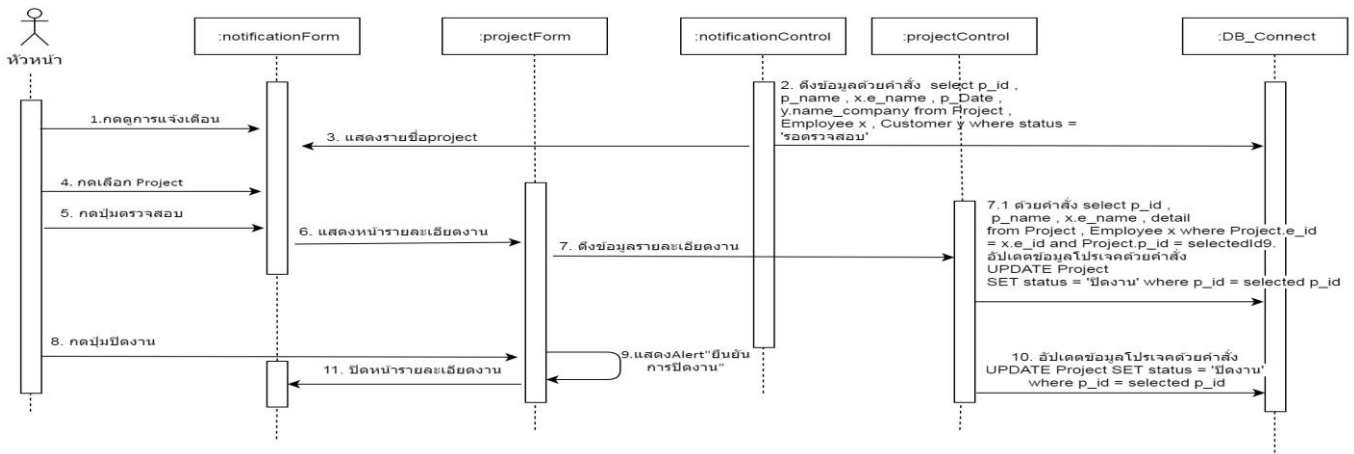 :notificationForm
:projectForm
:notificationControl
:projectControl
:DB_Connect
หัวหน้า
1.กดดูการแจ้งเตือน
2. ดึงข้อมูลด้วยคำสั่ง select p_id ,
p_name , x.e_name , p_Date ,
y.name_company from Project ,
Employee x , Customer y where status =
'รอตรวจสอบ'
3. แสดงรายชื่อproject
4. กดเลือก Project
5. กดปุ่มตรวจสอบ
6. แสดงหน้ารายละเอียดงาน
7. ดึงข้อมูลรายละเอียดงาน
7.1 ด้วยคำสั่ง select p_id ,
p_name , x.e_name , detail
from Project , Employee x where Project.e_id
= x.e_id and Project.p_id = selectedId9.
อัปเดตข้อมูลโปรเจคด้วยคำสั่ง
UPDATE Project
SET status = 'ปิดงาน' where p_id = selected p_id
8. กดปุ่มปิดงาน
9.แสดงAlert"ยืนยัน
การปิดงาน"
10. อัปเดตข้อมูลโปรเจคด้วยคำสั่ง
UPDATE Project SET status = 'ปิดงาน'
where p_id = selected p_id
11. ปิดหน้ารายละเอียดงาน